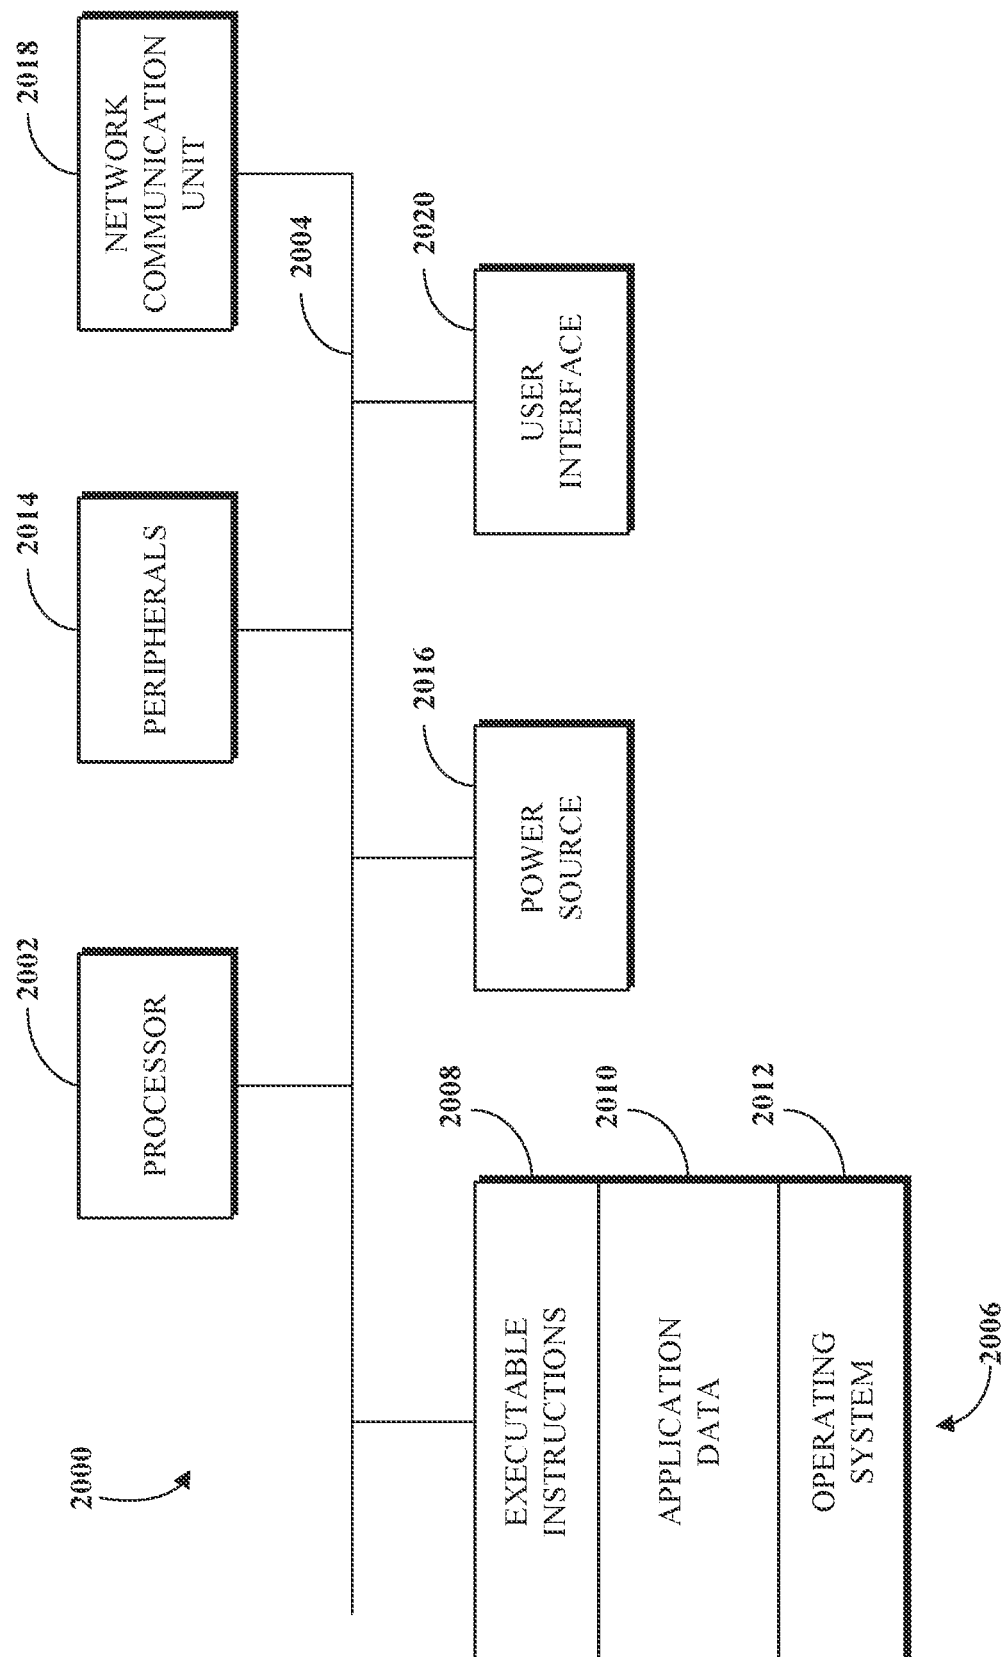 2000
2002
PROCESSOR
2014
PERIPHERALS
2018
NETWORK
COMMUNICATION
UNIT
2004
EXECUTABLE
INSTRUCTIONS
2008
APPLICATION
DATA
2010
OPERATING
SYSTEM
2012
2006
2016
POWER
SOURCE
2020
USER
INTERFACE